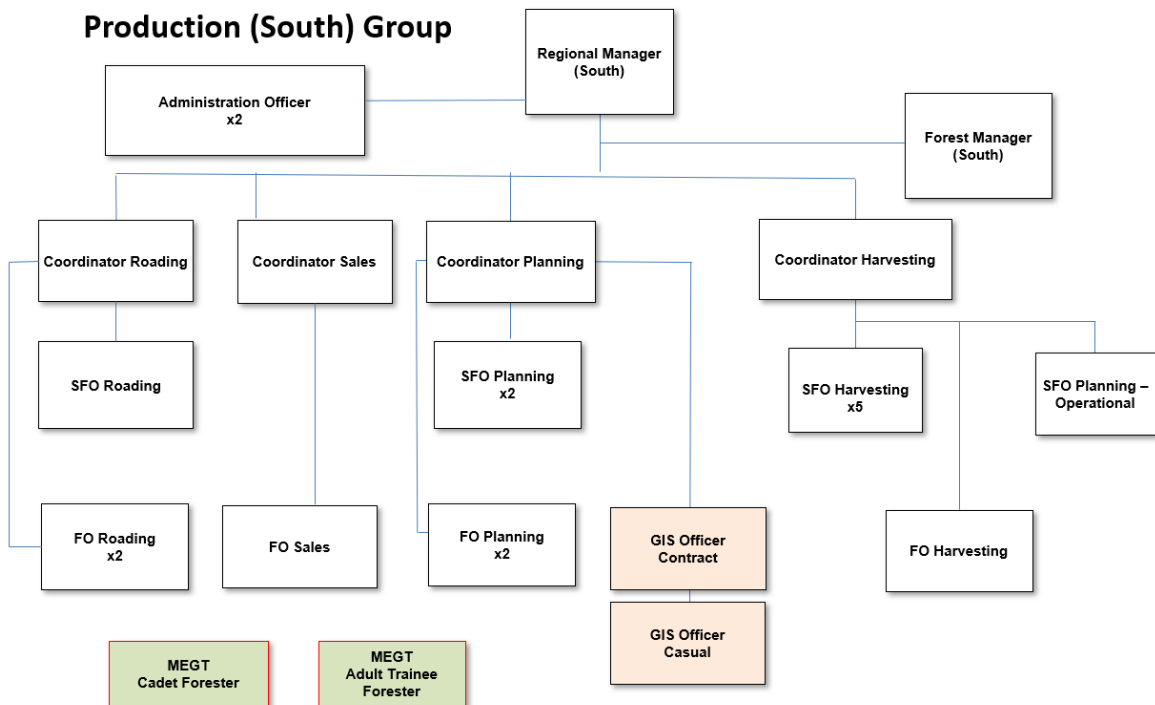 Production (South) Group
Regional Manager
(South)
Administration Officer
x2
Forest Manager
(South)
Coordinator Roading
Coordinator Sales
Coordinator Planning
Coordinator Harvesting
SFO Roading
SFO Planning
x2
SFO Harvesting
x5
SFO Planning –
Operational
FO Roading
x2
FO Sales
FO Planning
x2
GIS Officer
Contract
FO Harvesting
GIS Officer
Casual
MEGT
Cadet Forester
MEGT
Adult Trainee
Forester